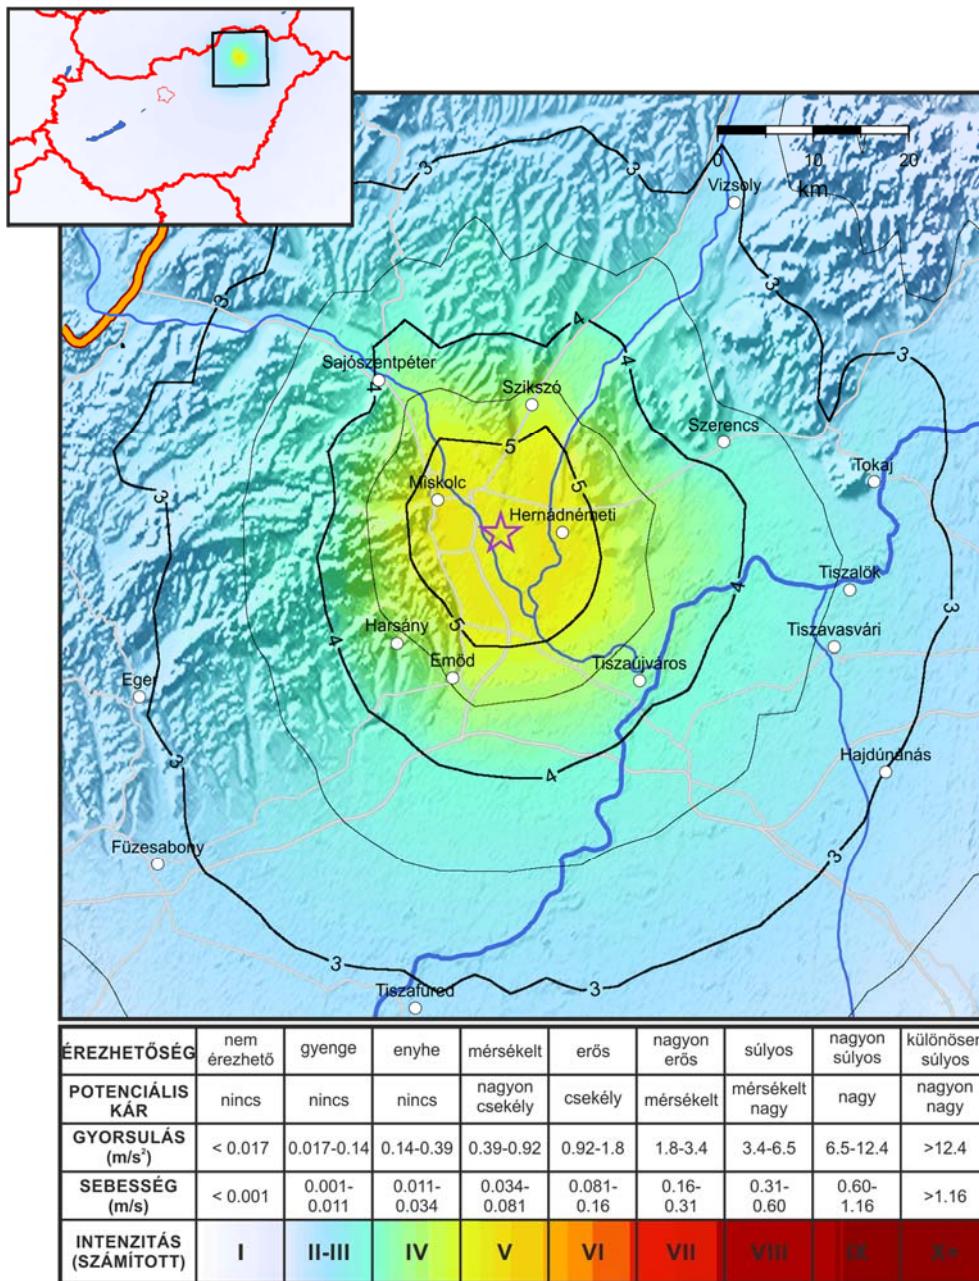 0 10 20
km
Vizsoly
3
3
3
3
4
4
3
Sajószentpéter
4
Szikszó
Szerencs
5
Tokaj
Miskolc
5
3
Hernádnémeti
Tiszalök
4
3
5
Tiszavasvári
Harsány
4
Emőd
Tiszaújváros
Eger
3
4
Hajdúnánás
Füzesabony
3
3
3
Tiszafüred
ÉREZHETŐSÉG nem érezhető gyenge enyhe mérsékelt erős nagyon erős súlyos nagyon súlyos különösen súlyos
POTENCIÁLIS KÁR nincs nincs nincs nagyon csekély csekély mérsékelt mérsékelt nagy nagy nagyon nagy
GYORSULÁS (m/s²) < 0.017 0.017-0.14 0.14-0.39 0.39-0.92 0.92-1.8 1.8-3.4 3.4-6.5 6.5-12.4 >12.4
SEBESSÉG (m/s) < 0.001 0.001-0.011 0.011-0.034 0.034-0.081 0.081-0.16 0.16-0.31 0.31-0.60 0.60-1.16 >1.16
INTENZITÁS (SZÁMÍTOTT) I II-III IV V VI VII VIII IX X+